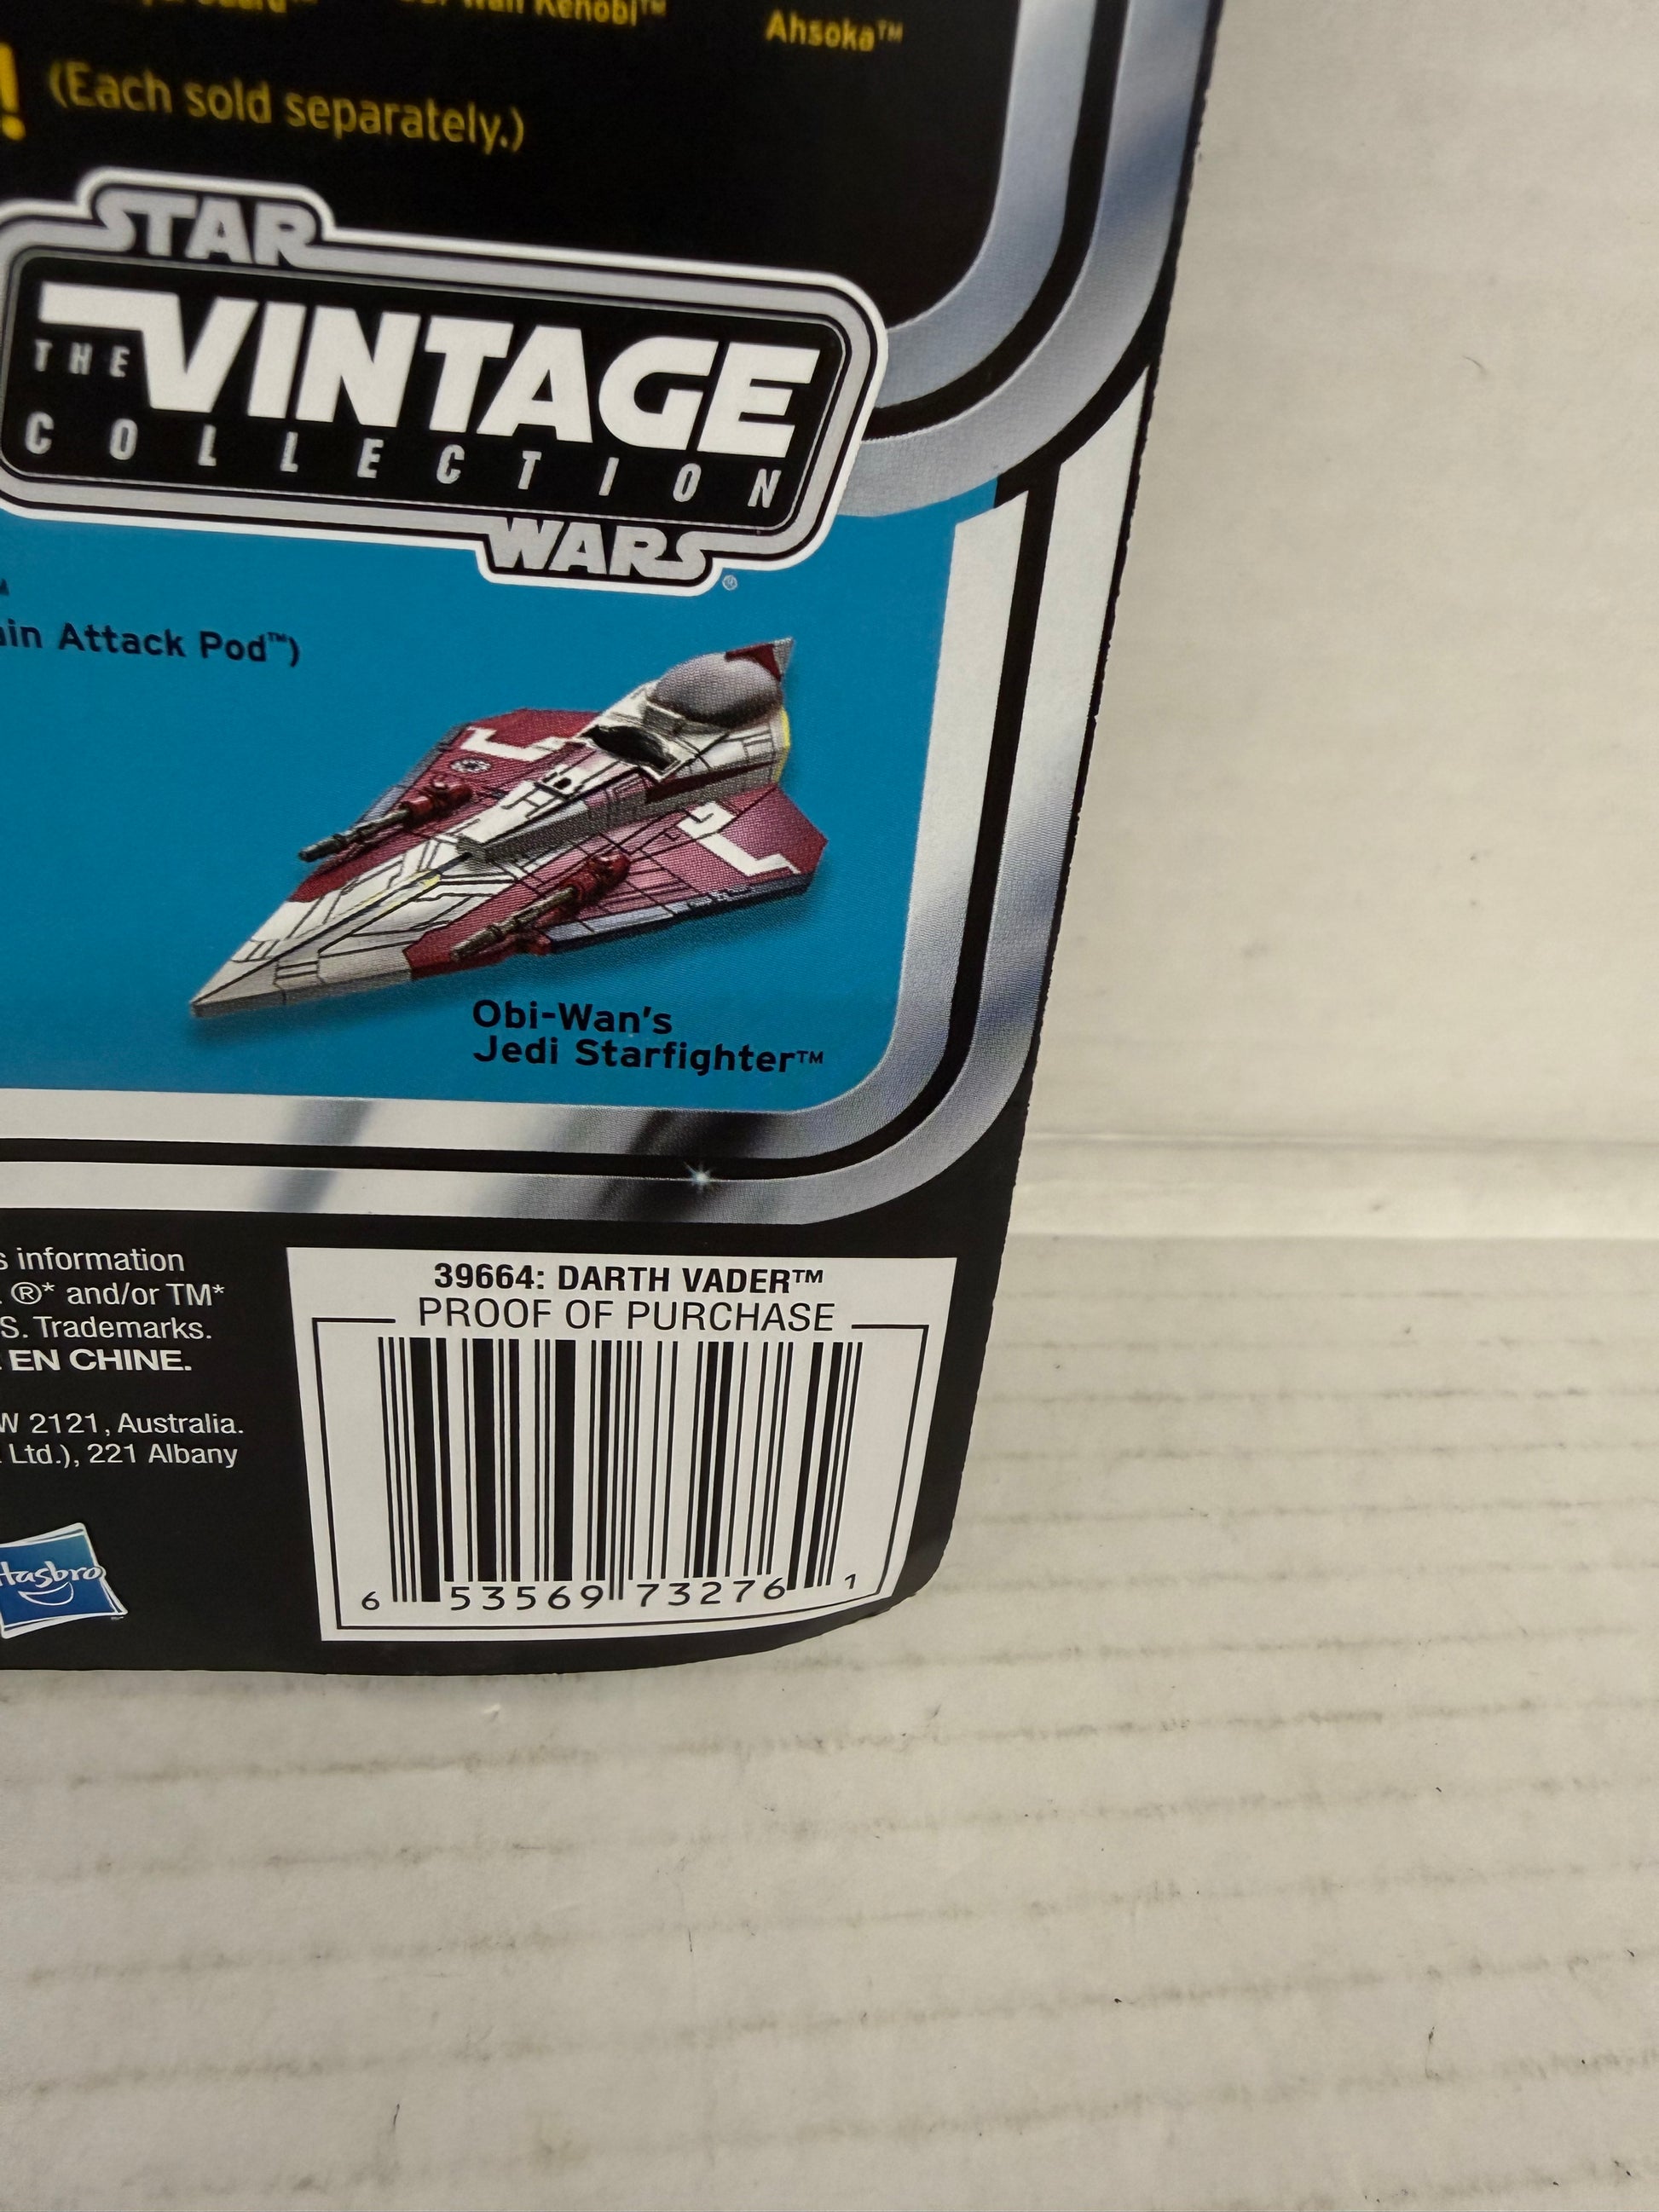 Kenobi™
Ahsoka™
! (Each sold separately.)
STAR
THE VINTAGE
COLLECTION
WARS®
Attack Pod™)
Obi-Wan's
Jedi Starfighter™
information
®* and/or TM*
Trademarks.
EN CHINE.
2121, Australia.
Ltd.), 221 Albany
Hasbro
39664: DARTH VADER™
PROOF OF PURCHASE
6 53569 73276 1